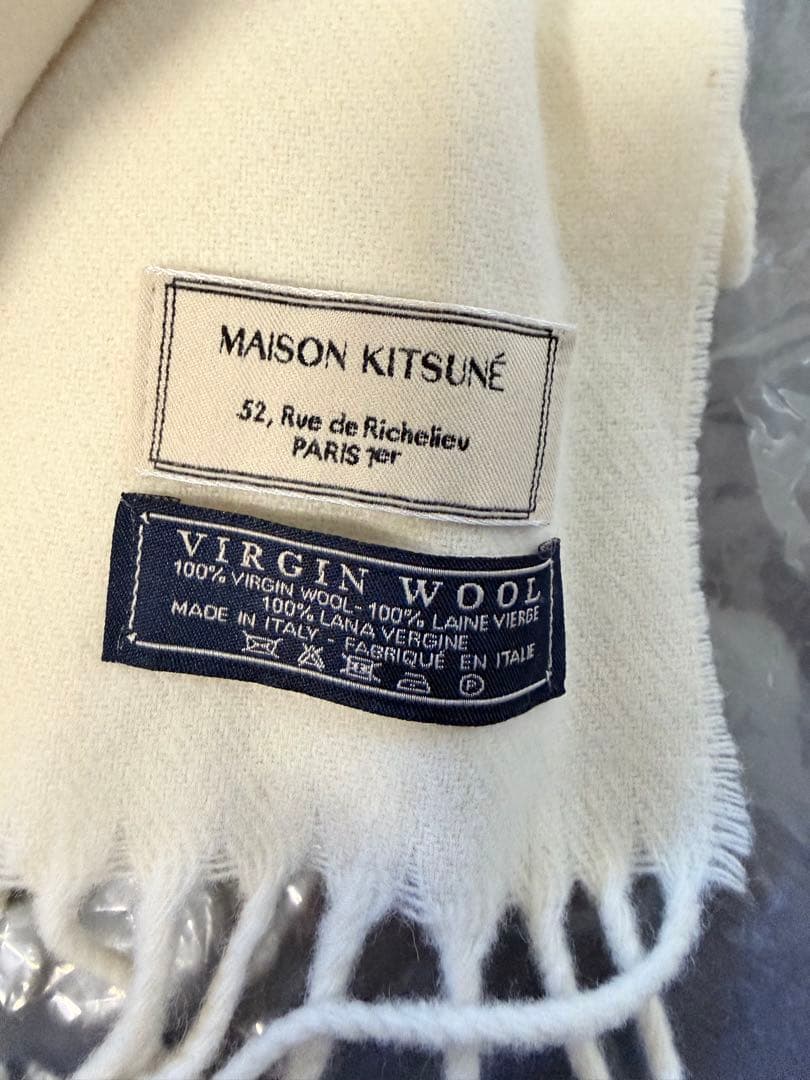 MAISON KITSUNÉ
52, Rue de Richelieu
PARIS 1er
VIRGIN WOOL
100% VIRGIN WOOL - 100% LAINE VIERGE
100% LANA VERGINE
MADE IN ITALY - FABRIQUÉ EN ITALIE
P